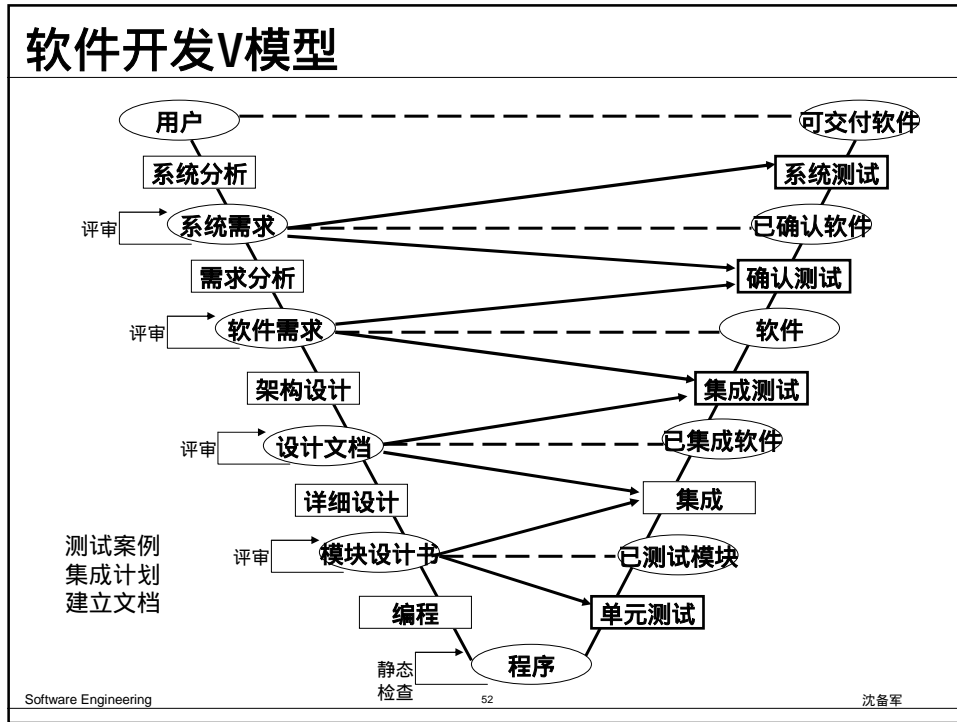 软件开发V模型
用户
可交付软件
系统分析
系统测试
评审
系统需求
已确认软件
需求分析
确认测试
评审
软件需求
软件
架构设计
集成测试
评审
设计文档
已集成软件
详细设计
集成
测试案例
集成计划
建立文档
评审
模块设计书
已测试模块
编程
单元测试
静态
检查
程序
Software Engineering
52
沈备军